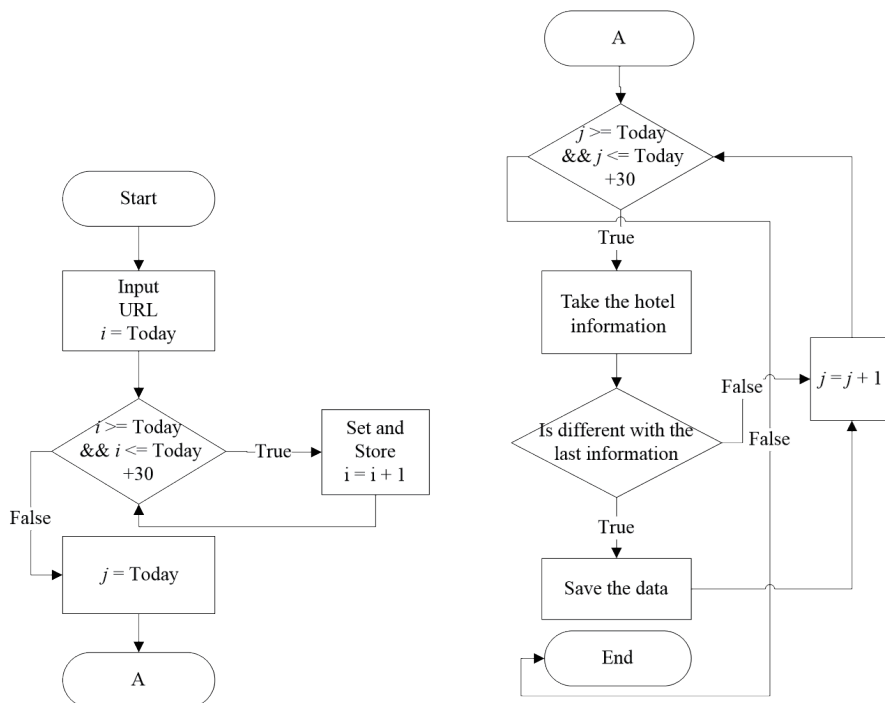 Start
Input
URL
i = Today
i >= Today
&& i <= Today
+30
True
Set and
Store
i = i + 1
False
j = Today
A
A
j >= Today
&& j <= Today
+30
True
Take the hotel
information
False
j = j + 1
Is different with the
last information
False
True
Save the data
End